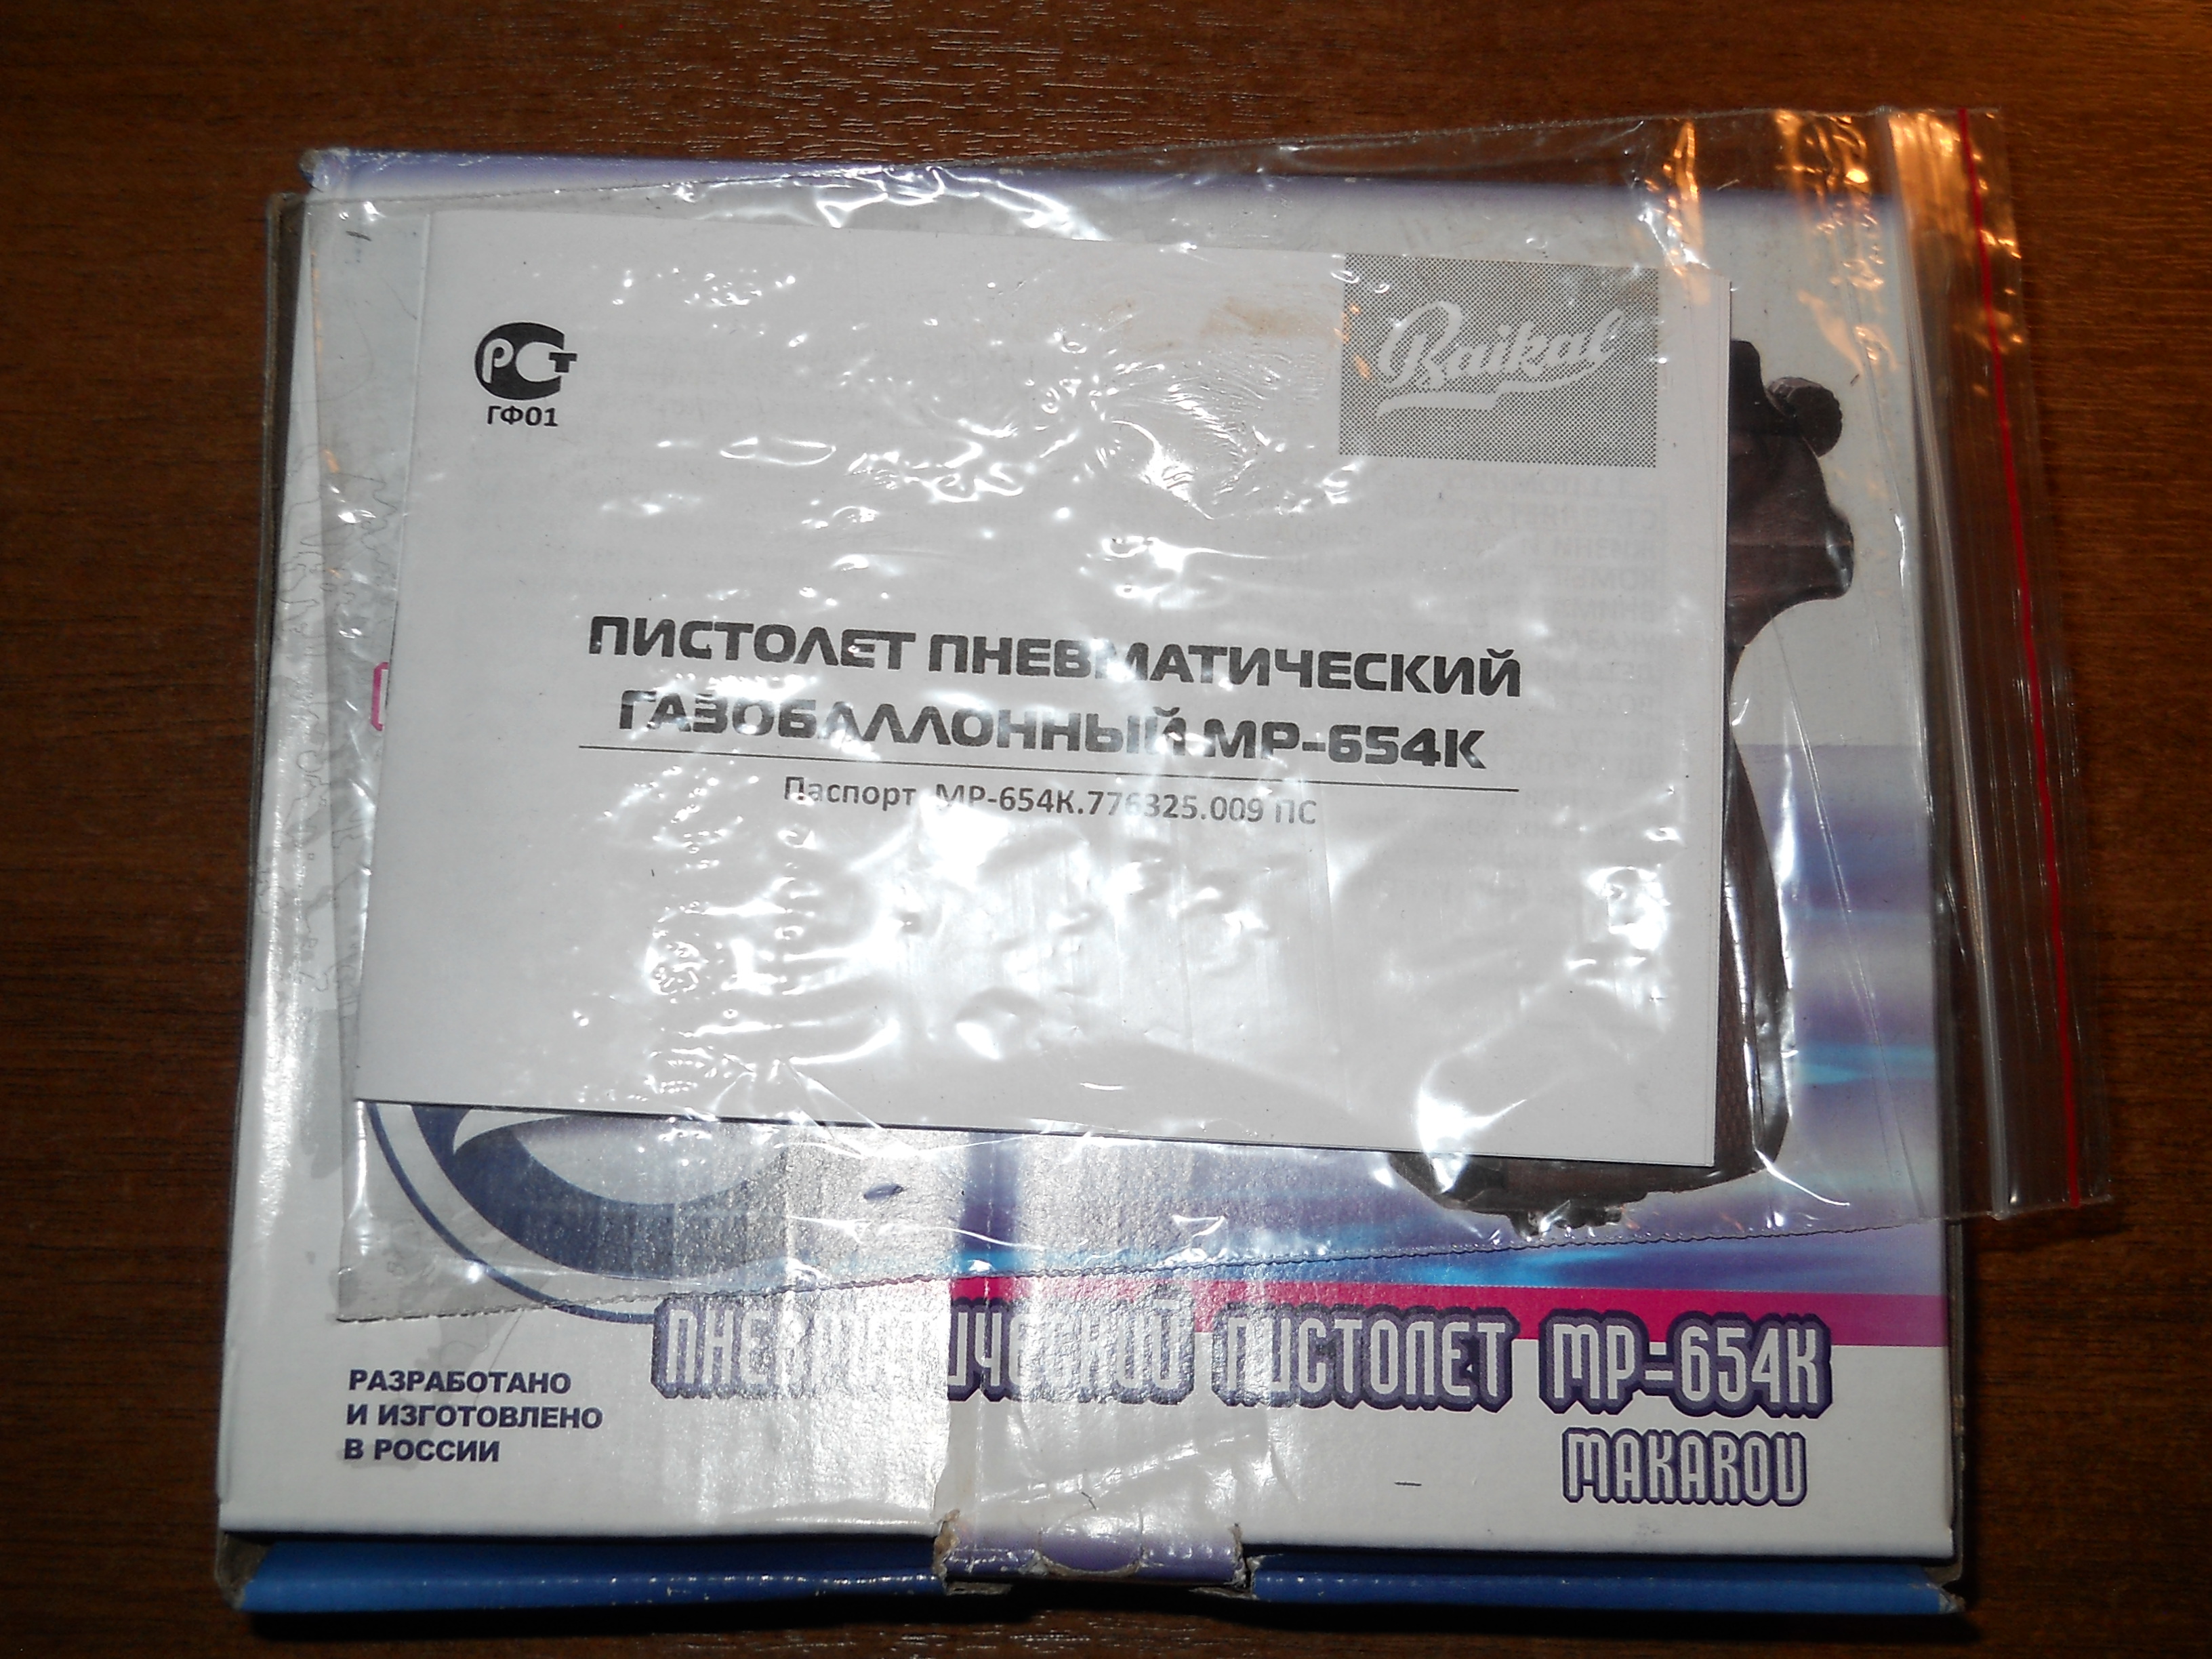 РСТ
ГФ01
Baikal
ПИСТОЛЕТ ПНЕВМАТИЧЕСКИЙ
ГАЗОБАЛЛОННЫЙ МР-654К
Паспорт МР-654К.776325.009 ПС
ПНЕВМАТИЧЕСКИЙ ПИСТОЛЕТ МР-654К
MAKAROV
РАЗРАБОТАНО
И ИЗГОТОВЛЕНО
В РОССИИ